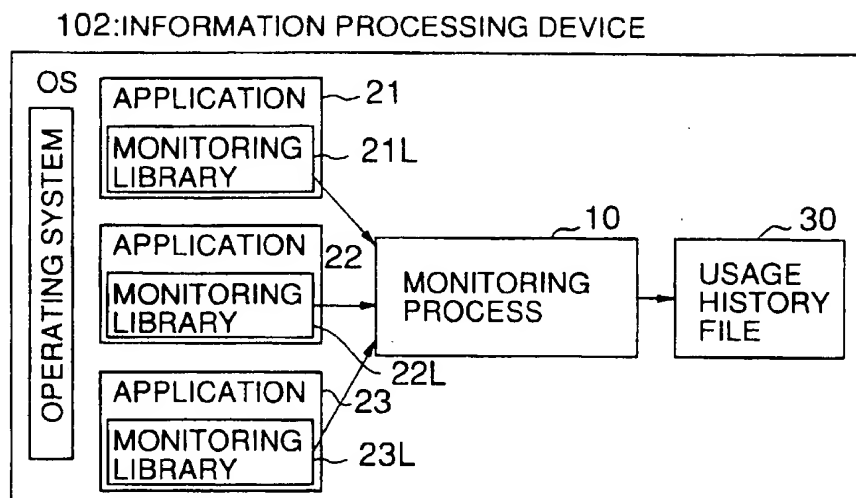 102:INFORMATION PROCESSING DEVICE
OS
OPERATING SYSTEM
APPLICATION
21
MONITORING
LIBRARY
21L
APPLICATION
22
MONITORING
LIBRARY
22L
APPLICATION
23
MONITORING
LIBRARY
23L
10
MONITORING
PROCESS
30
USAGE
HISTORY
FILE